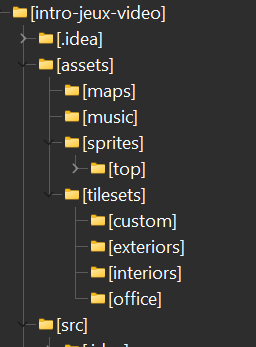 [intro-jeux-video]
[.idea]
[assets]
[maps]
[music]
[sprites]
[top]
[tilesets]
[custom]
[exteriors]
[interiors]
[office]
[src]